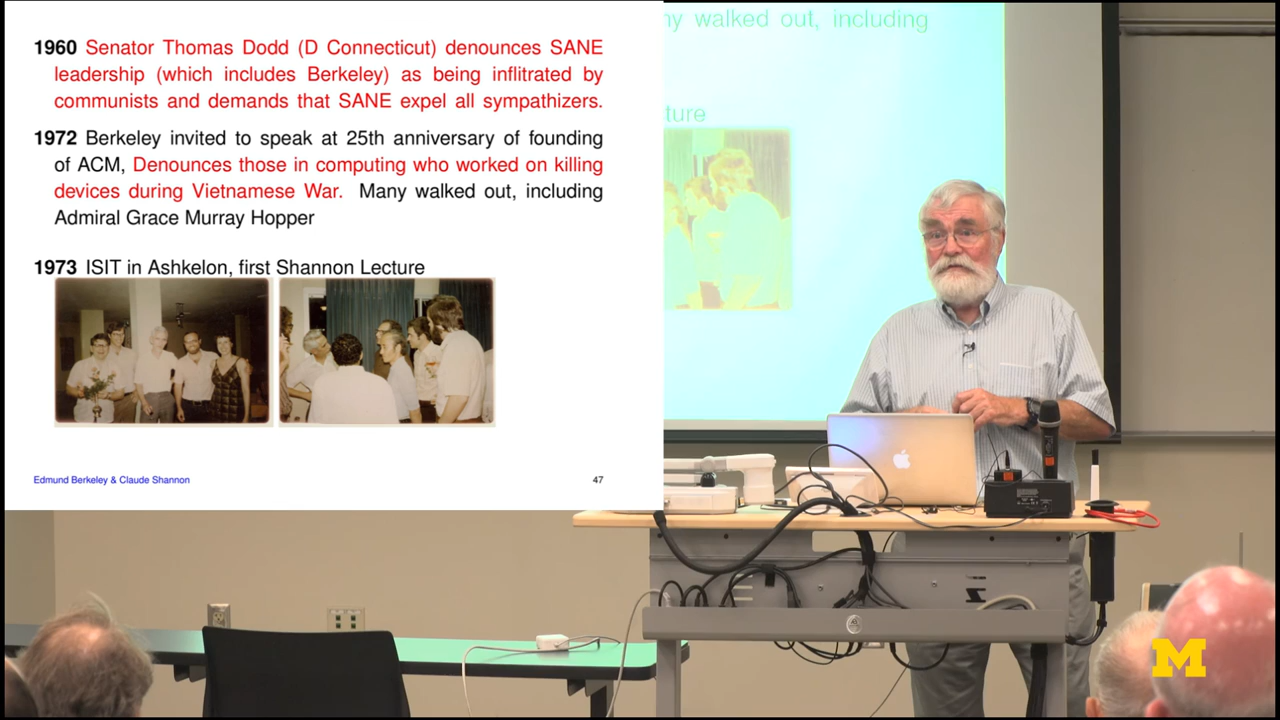 1960 Senator Thomas Dodd (D Connecticut) denounces SANE
leadership (which includes Berkeley) as being inflitrated by
communists and demands that SANE expel all sympathizers.
1972 Berkeley invited to speak at 25th anniversary of founding
of ACM, Denounces those in computing who worked on killing
devices during Vietnamese War. Many walked out, including
Admiral Grace Murray Hopper
1973 ISIT in Ashkelon, first Shannon Lecture
Edmund Berkeley & Claude Shannon
47
ny walked out, including
ture
M